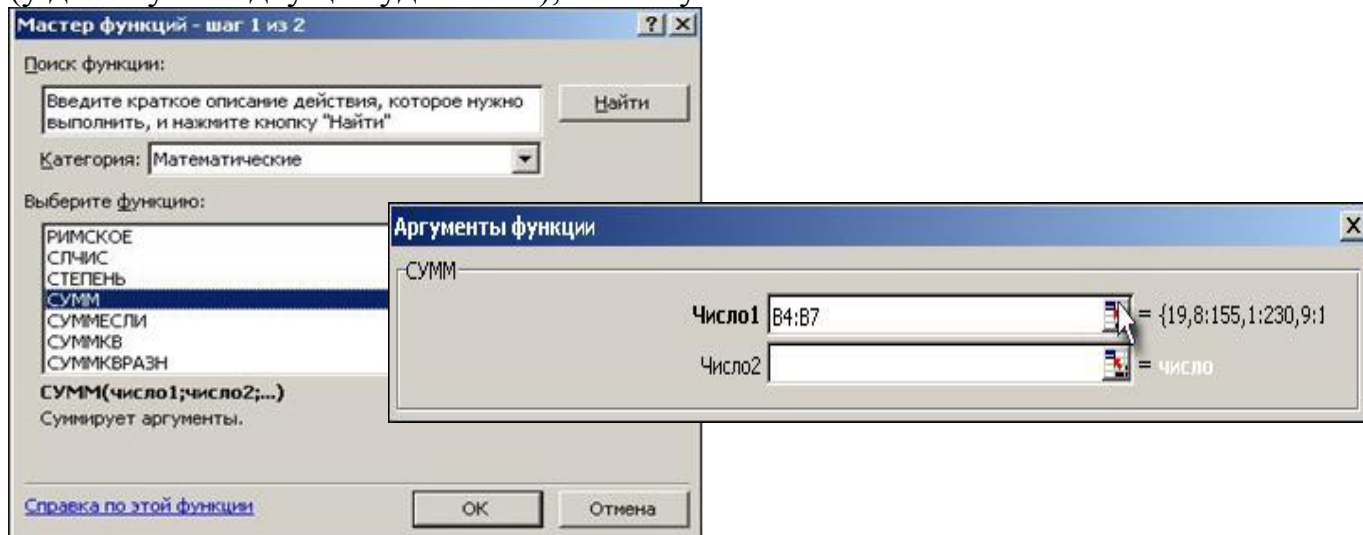 Мастер функций - шаг 1 из 2
Поиск функции:
Введите краткое описание действия, которое нужно
выполнить, и нажмите кнопку "Найти"
Найти
Категория: Математические
Выберите функцию:
РИМСКОЕ
СЛЧИС
СТЕПЕНЬ
СУММ
СУММЕСЛИ
СУММКВ
СУММКВРАЗН
СУММ(число1;число2;...)
Суммирует аргументы.
Справка по этой функции
ОК
Отмена
Аргументы функции
СУММ
Число1 B4:B7 = {19,8:155,1:230,9:1
Число2 = число